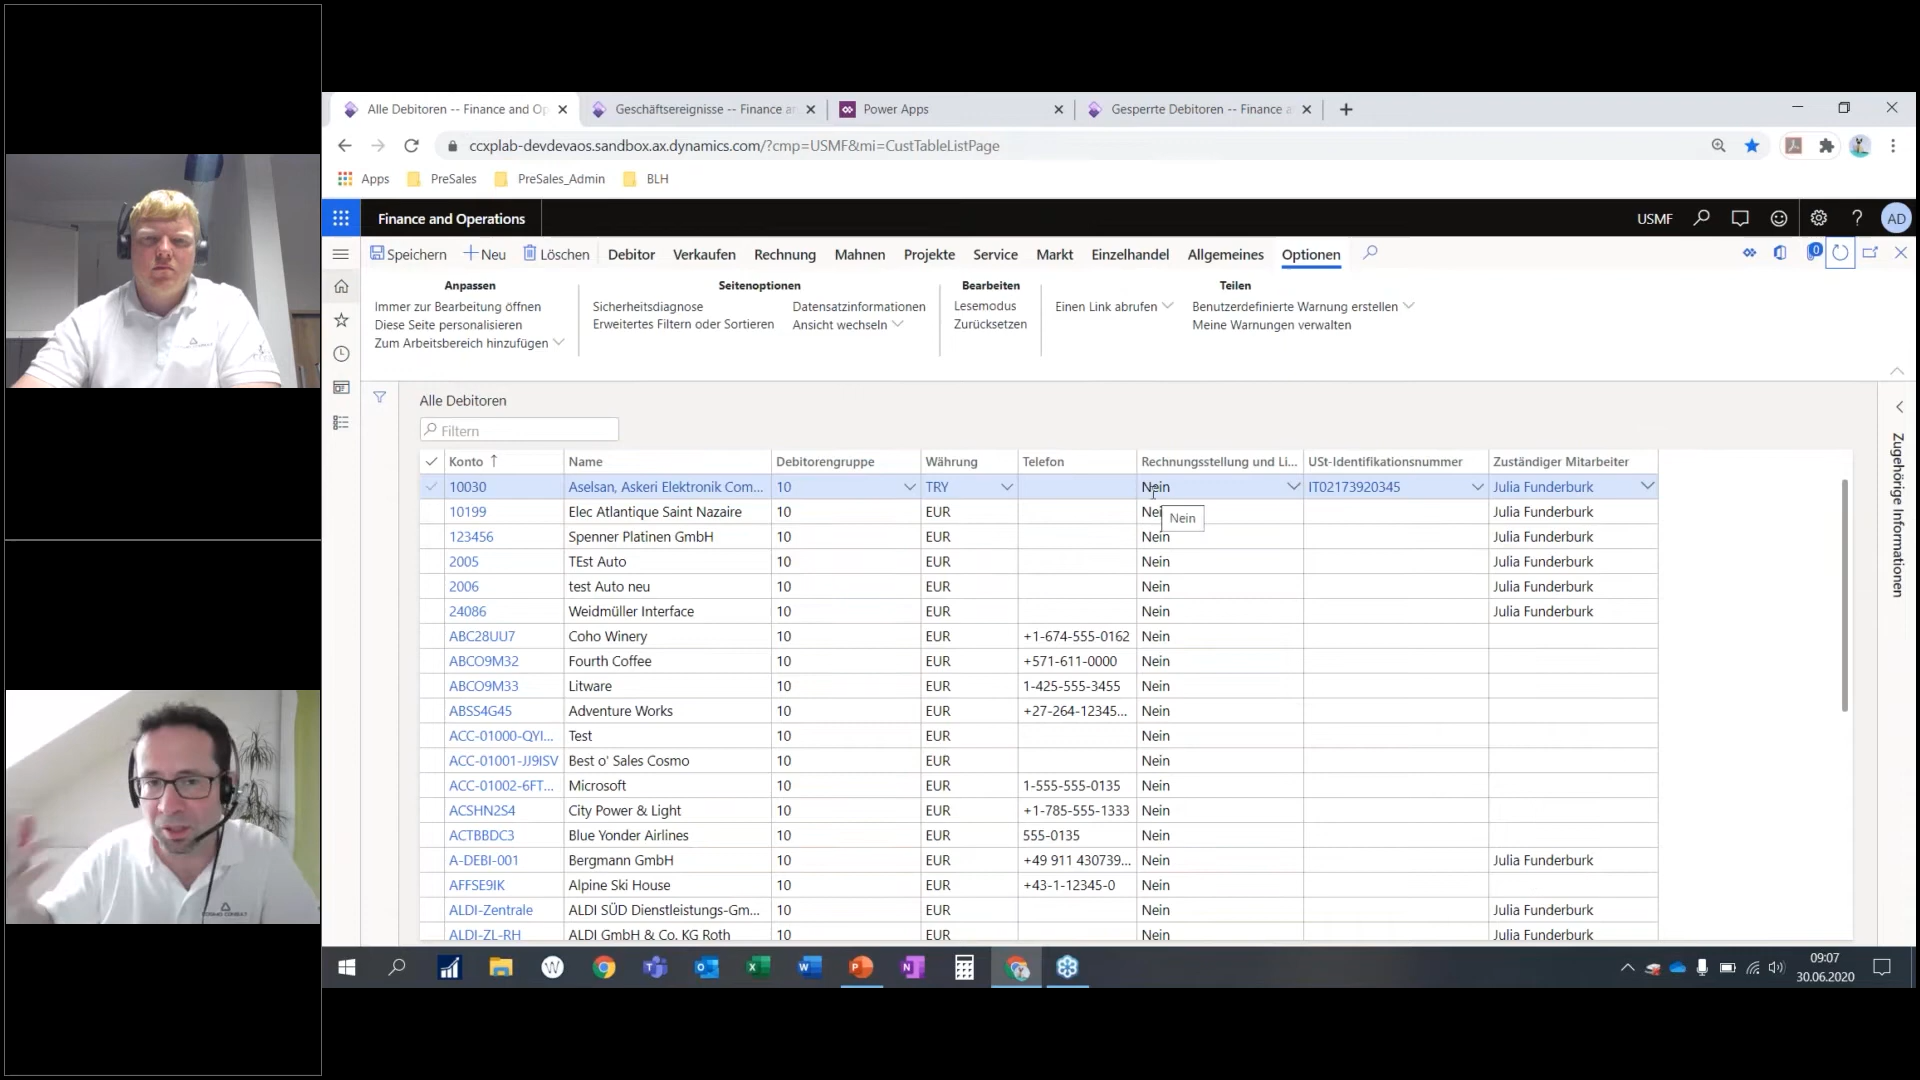 Alle Debitoren -- Finance and Op
Geschäftsereignisse -- Finance a
Power Apps
Gesperrte Debitoren -- Finance a
ccxplab-devdevaos.sandbox.ax.dynamics.com/?cmp=USMF&mi=CustTableListPage
Apps PreSales PreSales_Admin BLH
Finance and Operations USMF ? AD
Speichern + Neu Löschen Debitor Verkaufen Rechnung Mahnen Projekte Service Markt Einzelhandel Allgemeines Optionen 0
Anpassen
Immer zur Bearbeitung öffnen
Diese Seite personalisieren
Zum Arbeitsbereich hinzufügen
Seitenoptionen
Sicherheitsdiagnose Datensatzinformationen
Erweitertes Filtern oder Sortieren Ansicht wechseln
Bearbeiten
Lesemodus
Zurücksetzen
Einen Link abrufen
Teilen
Benutzerdefinierte Warnung erstellen
Meine Warnungen verwalten
Alle Debitoren
Filtern
Zugehörige Informationen
Konto ↑ Name Debitorengruppe Währung Telefon Rechnungsstellung und Li... USt-Identifikationsnummer Zuständiger Mitarbeiter
10030 Aselsan, Askeri Elektronik Com... 10 TRY Nein IT02173920345 Julia Funderburk
10199 Elec Atlantique Saint Nazaire 10 EUR Nei Julia Funderburk
Nein
123456 Spenner Platinen GmbH 10 EUR Nein Julia Funderburk
2005 TEst Auto 10 EUR Nein Julia Funderburk
2006 test Auto neu 10 EUR Nein Julia Funderburk
24086 Weidmüller Interface 10 EUR Nein Julia Funderburk
ABC28UU7 Coho Winery 10 EUR +1-674-555-0162 Nein
ABCO9M32 Fourth Coffee 10 EUR +571-611-0000 Nein
ABCO9M33 Litware 10 EUR 1-425-555-3455 Nein
ABSS4G45 Adventure Works 10 EUR +27-264-12345... Nein
ACC-01000-QYI... Test 10 EUR Nein
ACC-01001-JJ9ISV Best o' Sales Cosmo 10 EUR Nein
ACC-01002-6FT... Microsoft 10 EUR 1-555-555-0135 Nein
ACSHN2S4 City Power & Light 10 EUR +1-785-555-1333 Nein
ACTBBDC3 Blue Yonder Airlines 10 EUR 555-0135 Nein
A-DEBI-001 Bergmann GmbH 10 EUR +49 911 430739... Nein Julia Funderburk
AFFSE9IK Alpine Ski House 10 EUR +43-1-12345-0 Nein
ALDI-Zentrale ALDI SÜD Dienstleistungs-Gm... 10 EUR Nein Julia Funderburk
ALDI-ZL-RH ALDI GmbH & Co. KG Roth 10 EUR Nein Julia Funderburk
09:07
30.06.2020
COSMO CONSULT